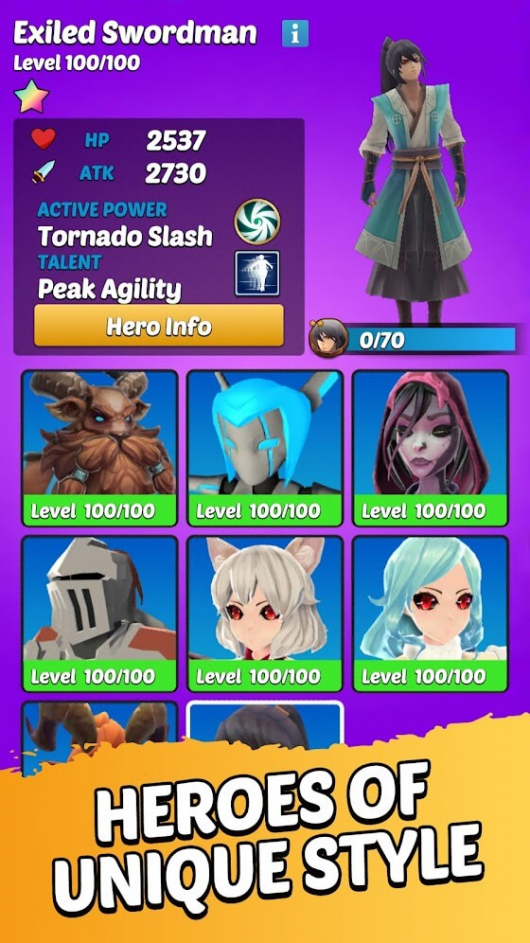 Exiled Swordman
i
Level 100/100
HP 2537
ATK 2730
ACTIVE POWER
Tornado Slash
TALENT
Peak Agility
Hero Info
0/70
Level 100/100 Level 100/100 Level 100/100
Level 100/100 Level 100/100 Level 100/100
HEROES OF
UNIQUE STYLE